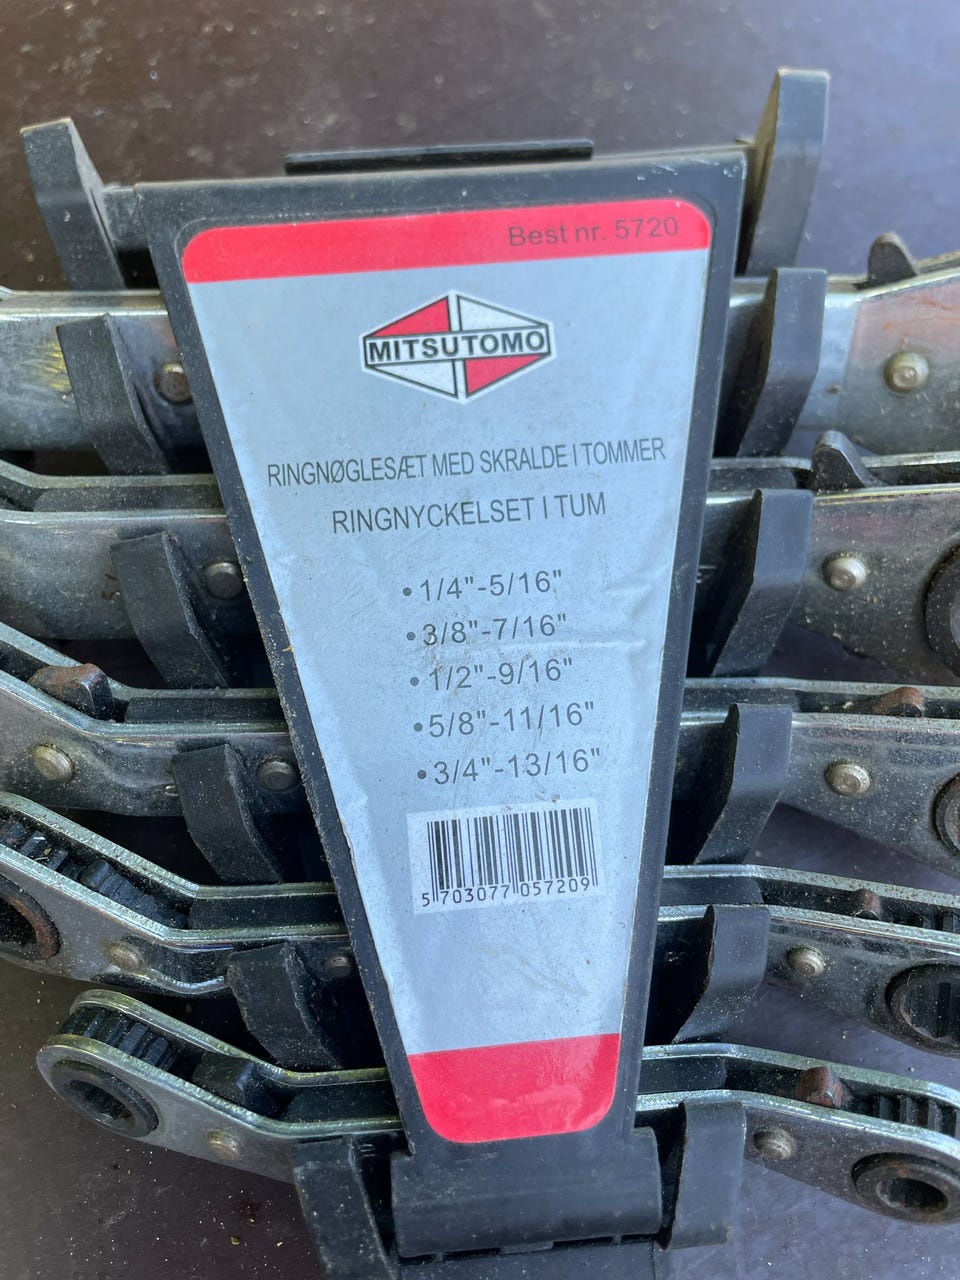 Best nr. 5720
MITSUTOMO
RINGNØGLESÆT MED SKRALDE I TOMMER
RINGNYCKELSET I TUM
• 1/4"-5/16"
• 3/8"-7/16"
• 1/2"-9/16"
• 5/8"-11/16"
• 3/4"-13/16"
5 703077 057209